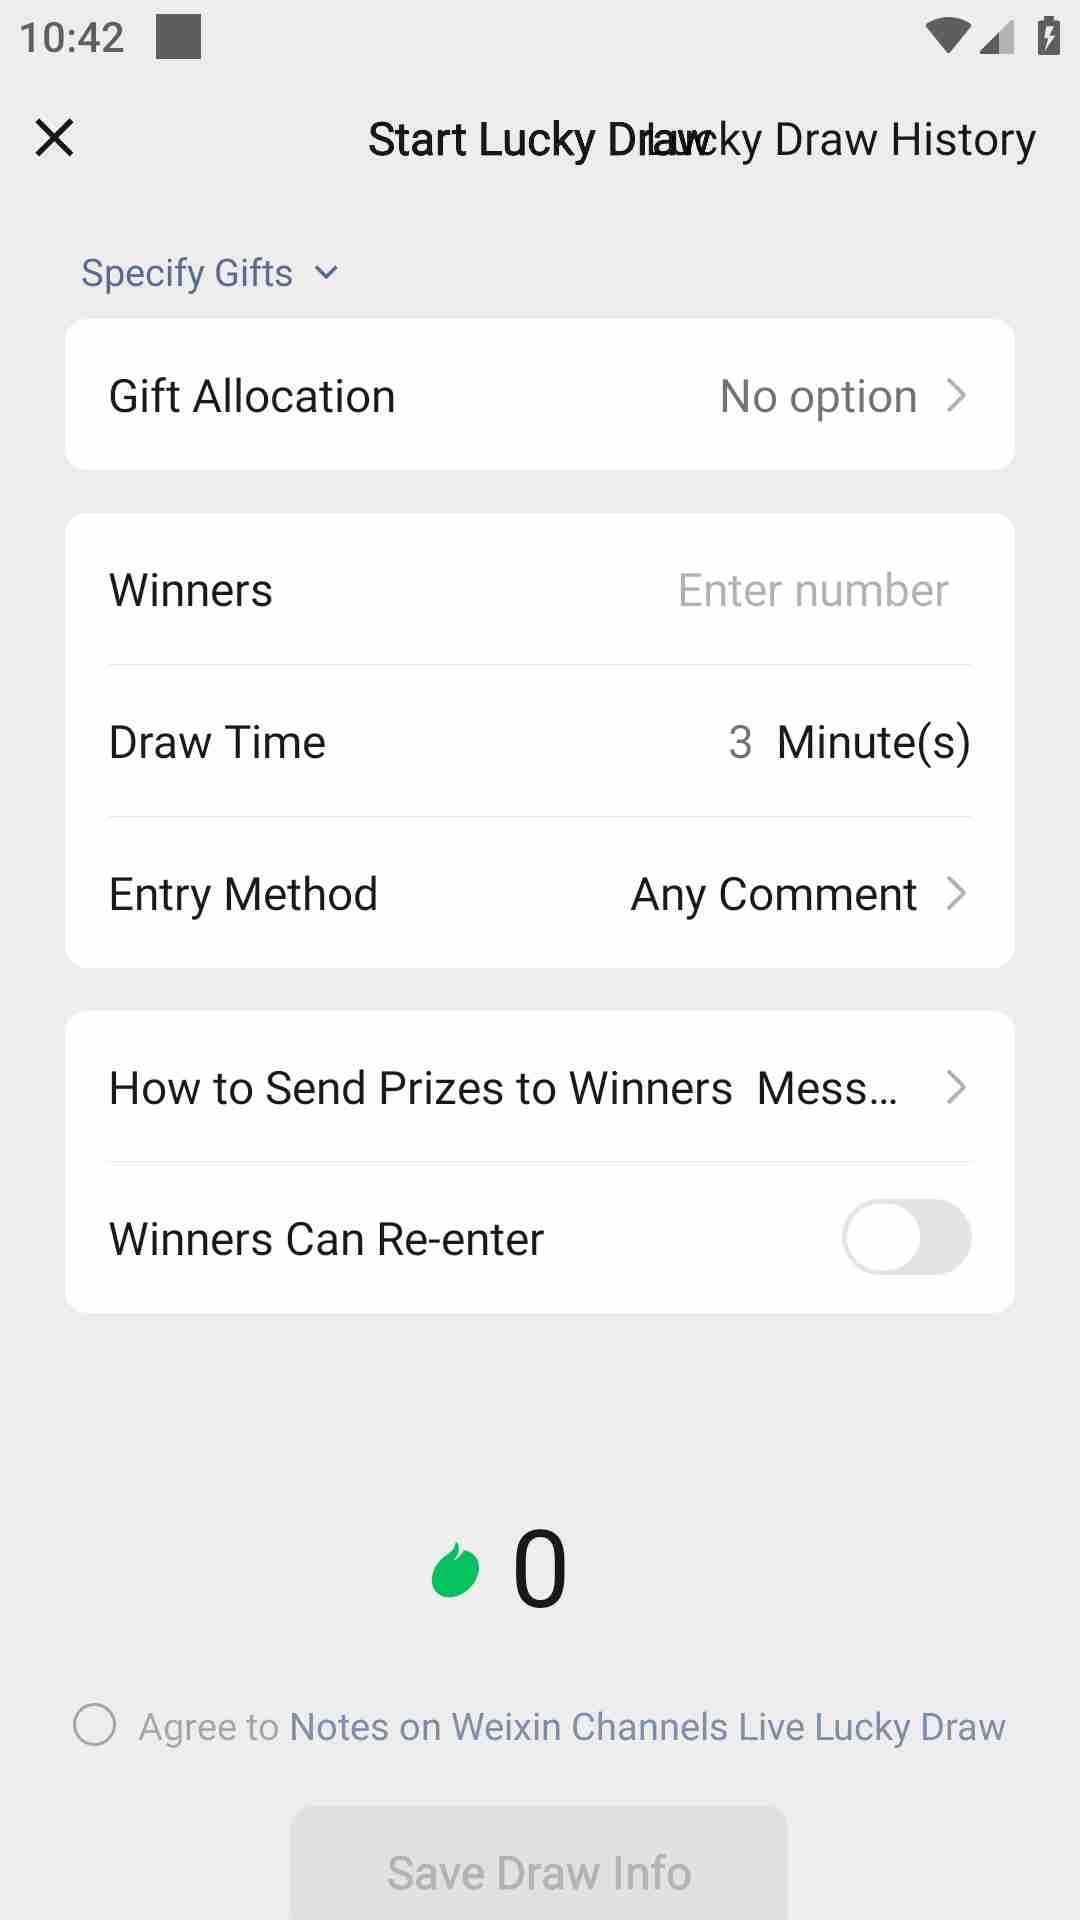 10:42
Start Lucky Draw Lucky Draw History
Specify Gifts
Gift Allocation No option
Winners Enter number
Draw Time 3 Minute(s)
Entry Method Any Comment
How to Send Prizes to Winners Mess...
Winners Can Re-enter
0
Agree to Notes on Weixin Channels Live Lucky Draw
Save Draw Info